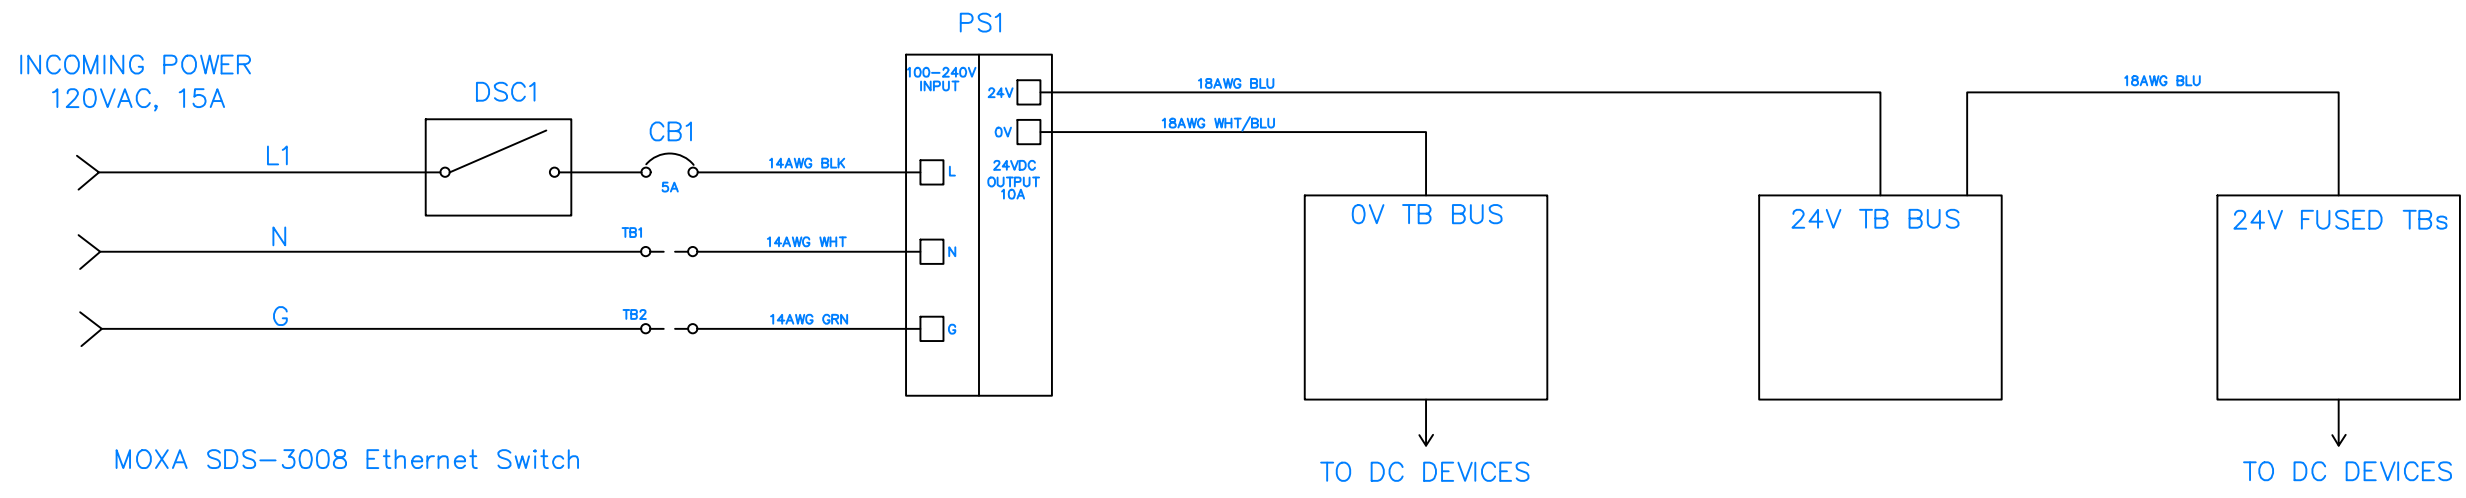 PS1
INCOMING POWER
120VAC, 15A
DSC1
CB1
L1
5A
14AWG BLK
N
TB1
14AWG WHT
G
TB2
14AWG GRN
100-240V
INPUT
L
N
G
24V
0V
24VDC
OUTPUT
10A
18AWG BLU
18AWG WHT/BLU
18AWG BLU
0V TB BUS
24V TB BUS
24V FUSED TBs
TO DC DEVICES
TO DC DEVICES
MOXA SDS-3008 Ethernet Switch